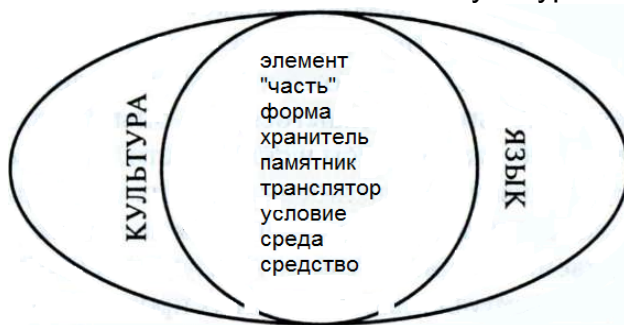 КУЛЬТУРА
элемент
"часть"
форма
хранитель
памятник
транслятор
условие
среда
средство
ЯЗЫК